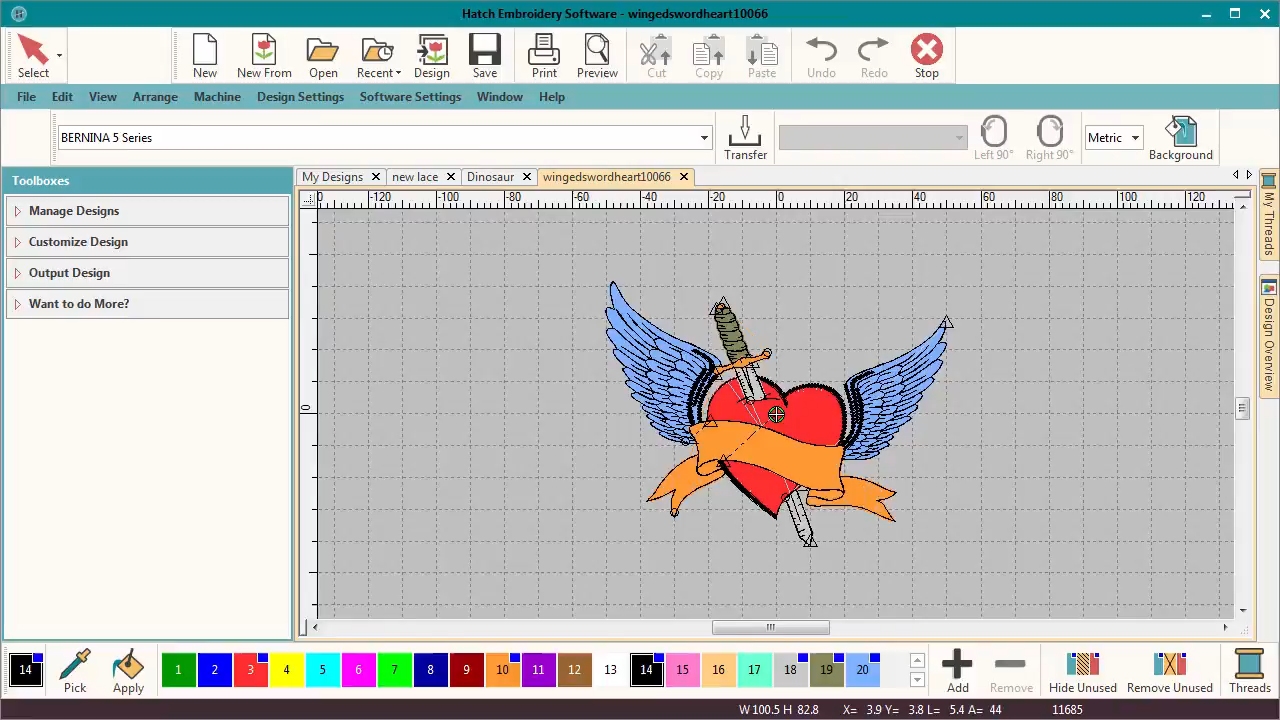 Hatch Embroidery Software - wingedswordheart10066
Select New New From Open Recent Design Save Print Preview Cut Copy Paste Undo Redo Stop
File Edit View Arrange Machine Design Settings Software Settings Window Help
BERNINA 5 Series Transfer Left 90° Right 90° Metric Background
Toolboxes My Designs new lace Dinosaur wingedswordheart10066
0 -120 -100 -80 -60 -40 -20 0 20 40 60 80 100 120
Manage Designs
Customize Design
Output Design
Want to do More?
0
My Threads
Design Overview
14 Pick Apply 1 2 3 4 5 6 7 8 9 10 11 12 13 14 15 16 17 18 19 20 Add Remove Hide Unused Remove Unused Threads
W 100.5 H 82.8 X= 3.9 Y= 3.8 L= 5.4 A= 44 11685